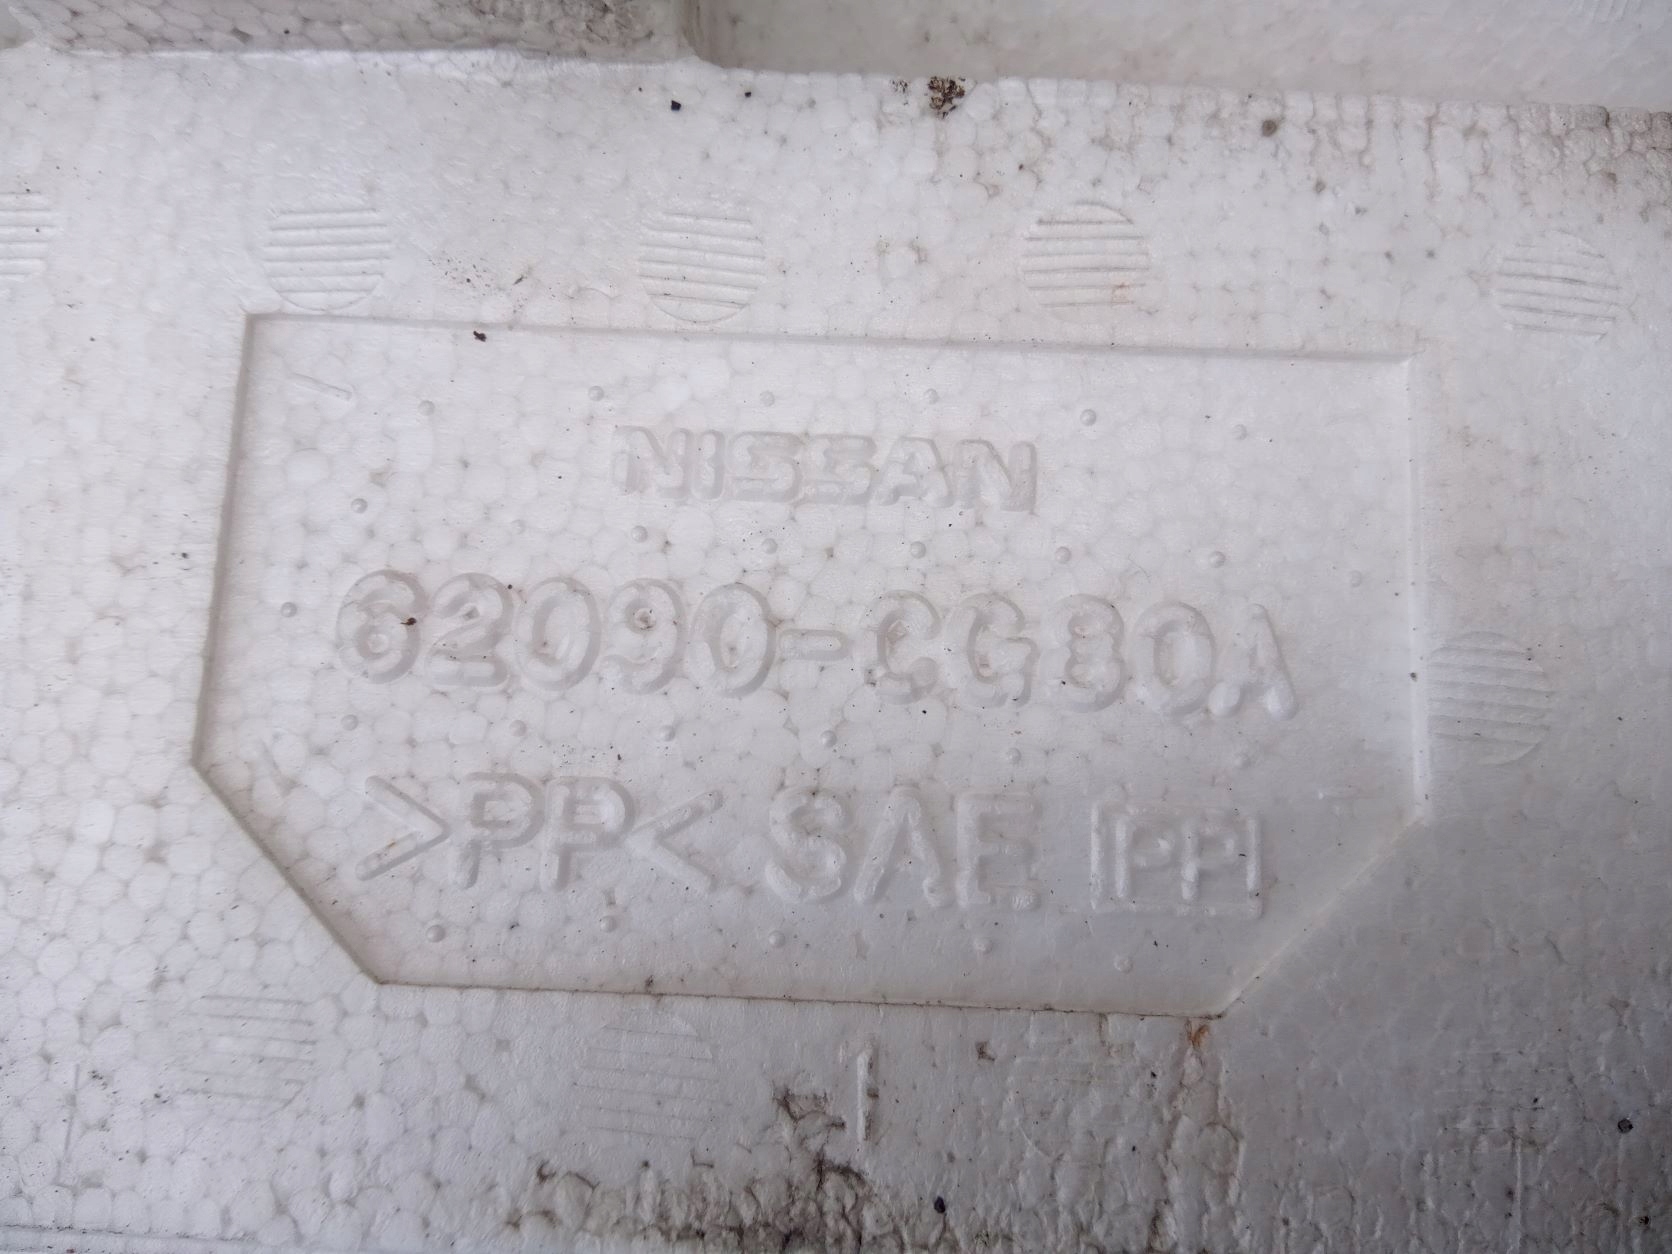 NISSAN
62090-CG80A
>PP< SAE PP